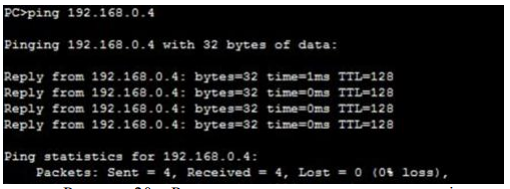 PC>ping 192.168.0.4
Pinging 192.168.0.4 with 32 bytes of data:
Reply from 192.168.0.4: bytes=32 time=1ms TTL=128
Reply from 192.168.0.4: bytes=32 time=0ms TTL=128
Reply from 192.168.0.4: bytes=32 time=0ms TTL=128
Reply from 192.168.0.4: bytes=32 time=0ms TTL=128
Ping statistics for 192.168.0.4:
Packets: Sent = 4, Received = 4, Lost = 0 (0% loss),